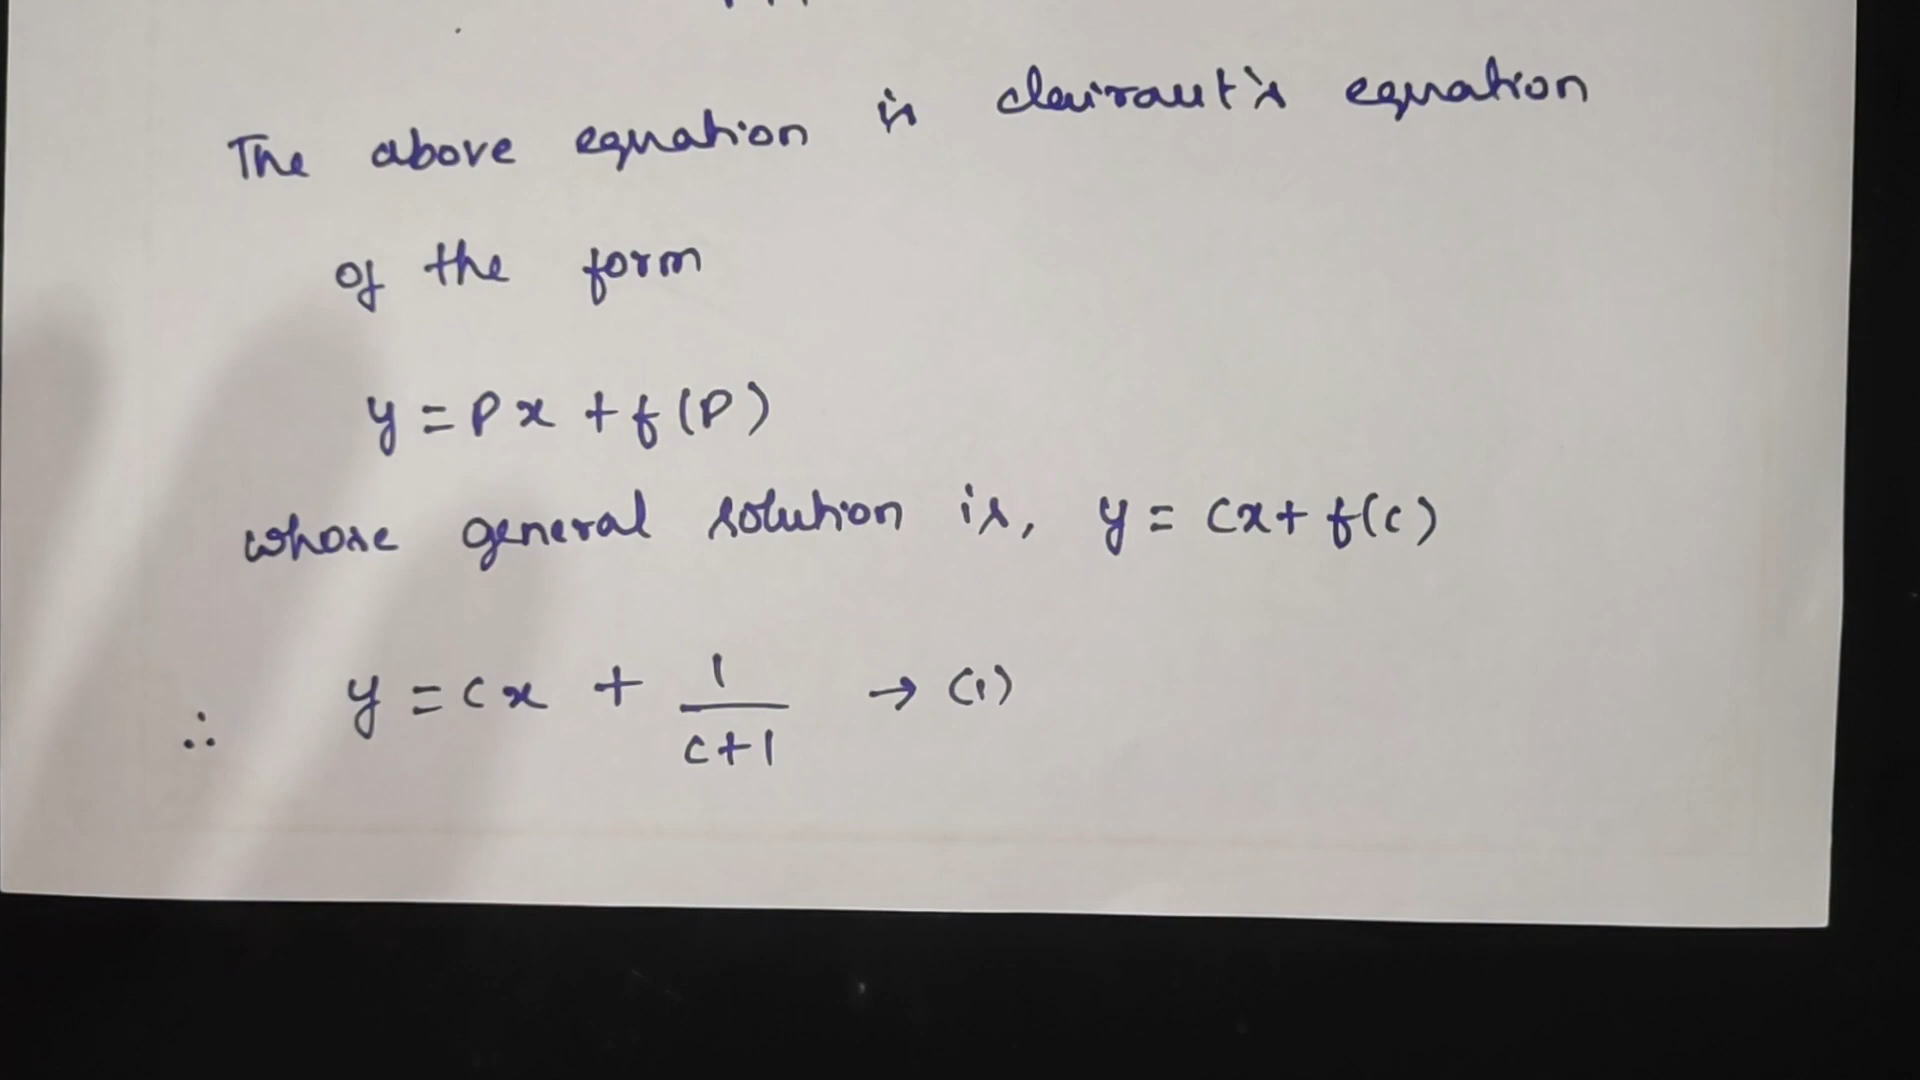 The above equation is clairaut's equation
of the form
y = Px + f(P)
whose general solution is, y = cx + f(c)
∴ y = cx + 1/(c+1) → (1)